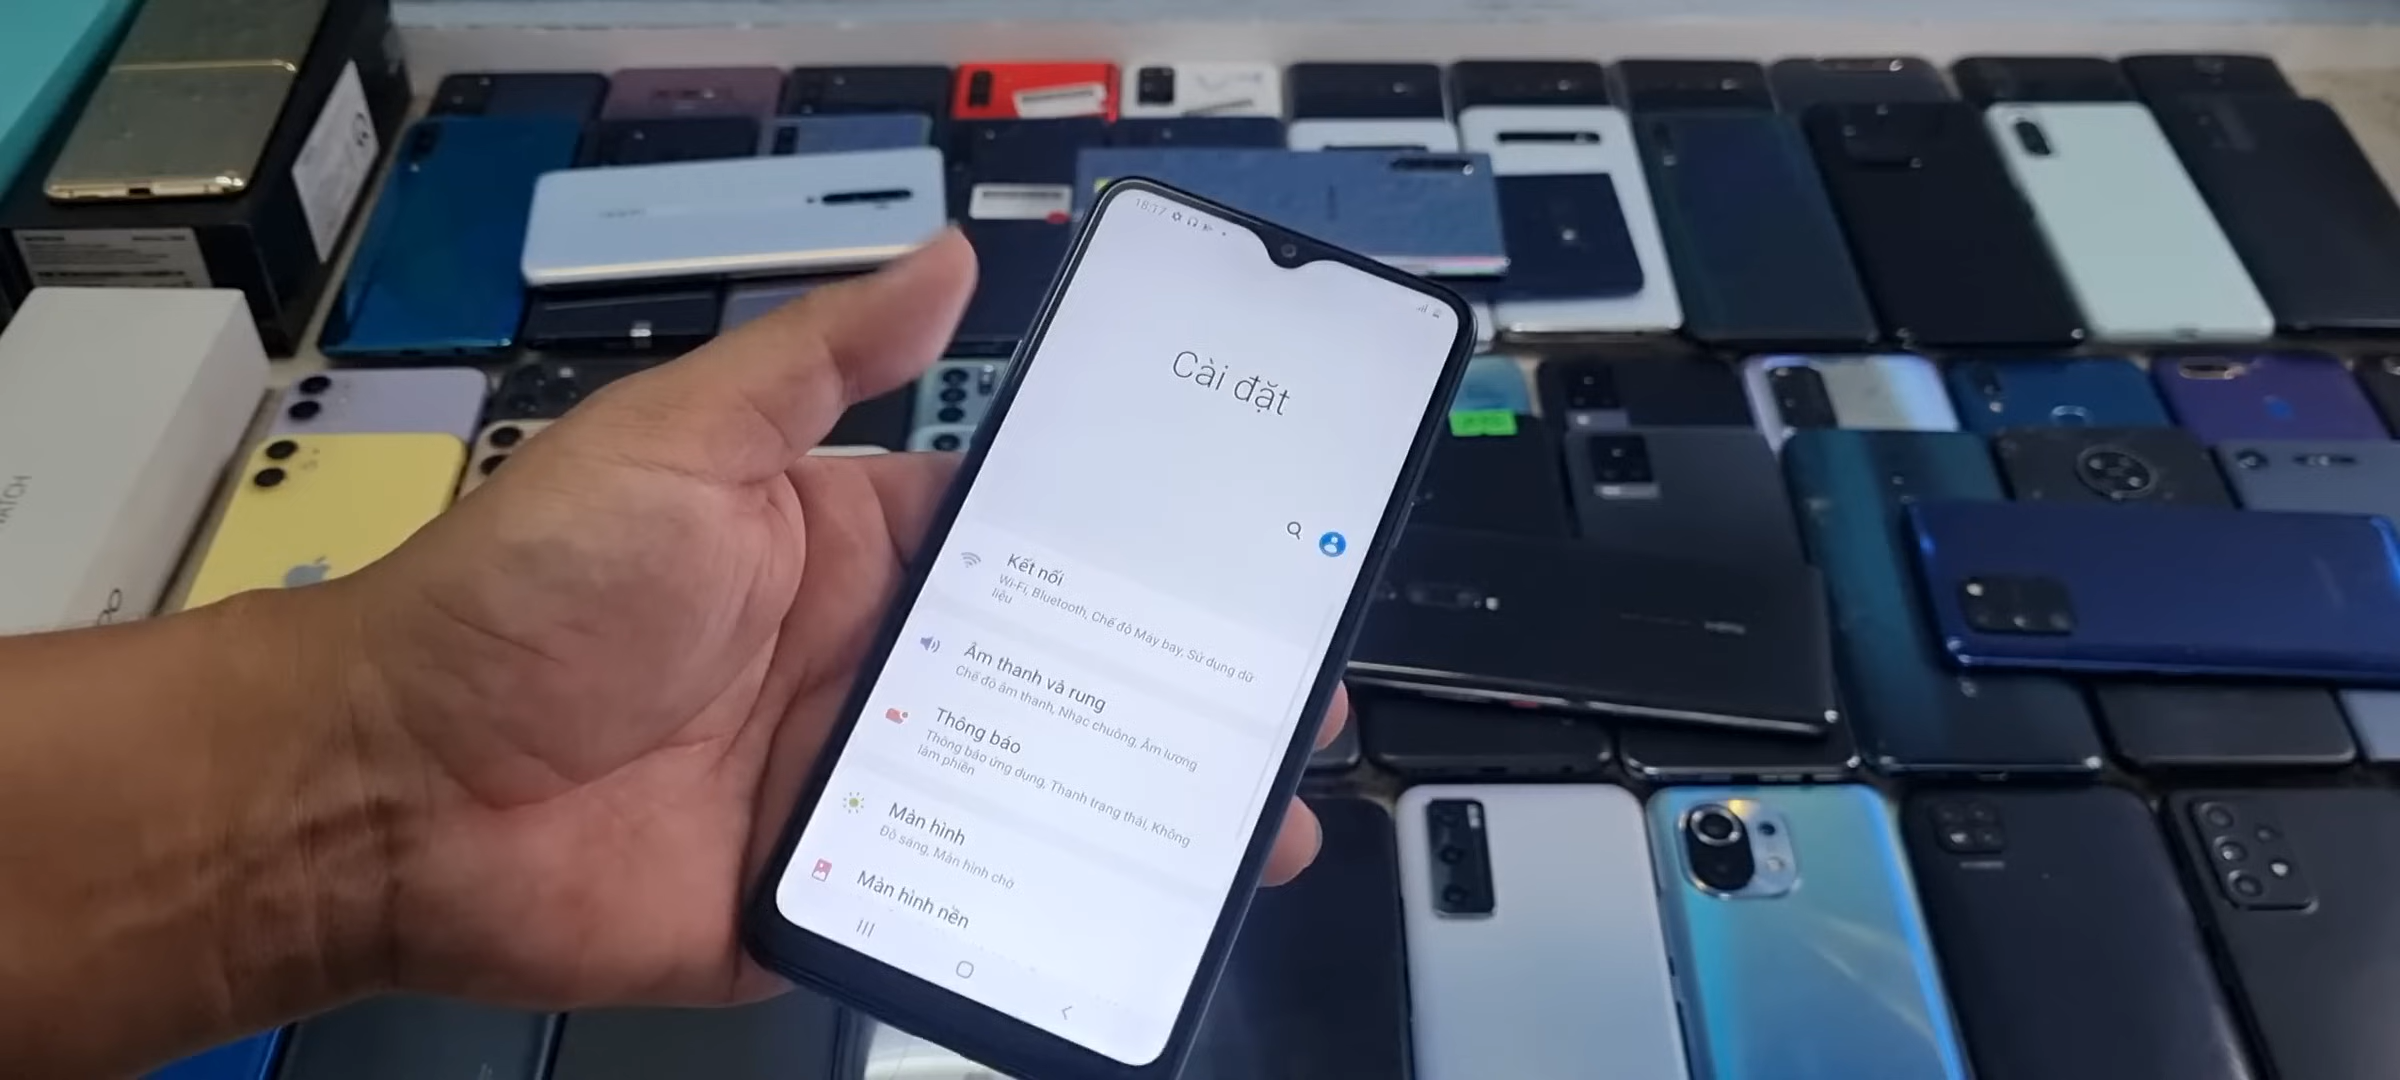 18:17
Cài đặt
Kết nối
Wi-Fi, Bluetooth, Chế độ Máy bay, Sử dụng dữ
liệu
Âm thanh và rung
Chế độ âm thanh, Nhạc chuông, Âm lượng
Thông báo
Thông báo ứng dụng, Thanh trạng thái, Không
làm phiền
Màn hình
Độ sáng, Màn hình chờ
Màn hình nền